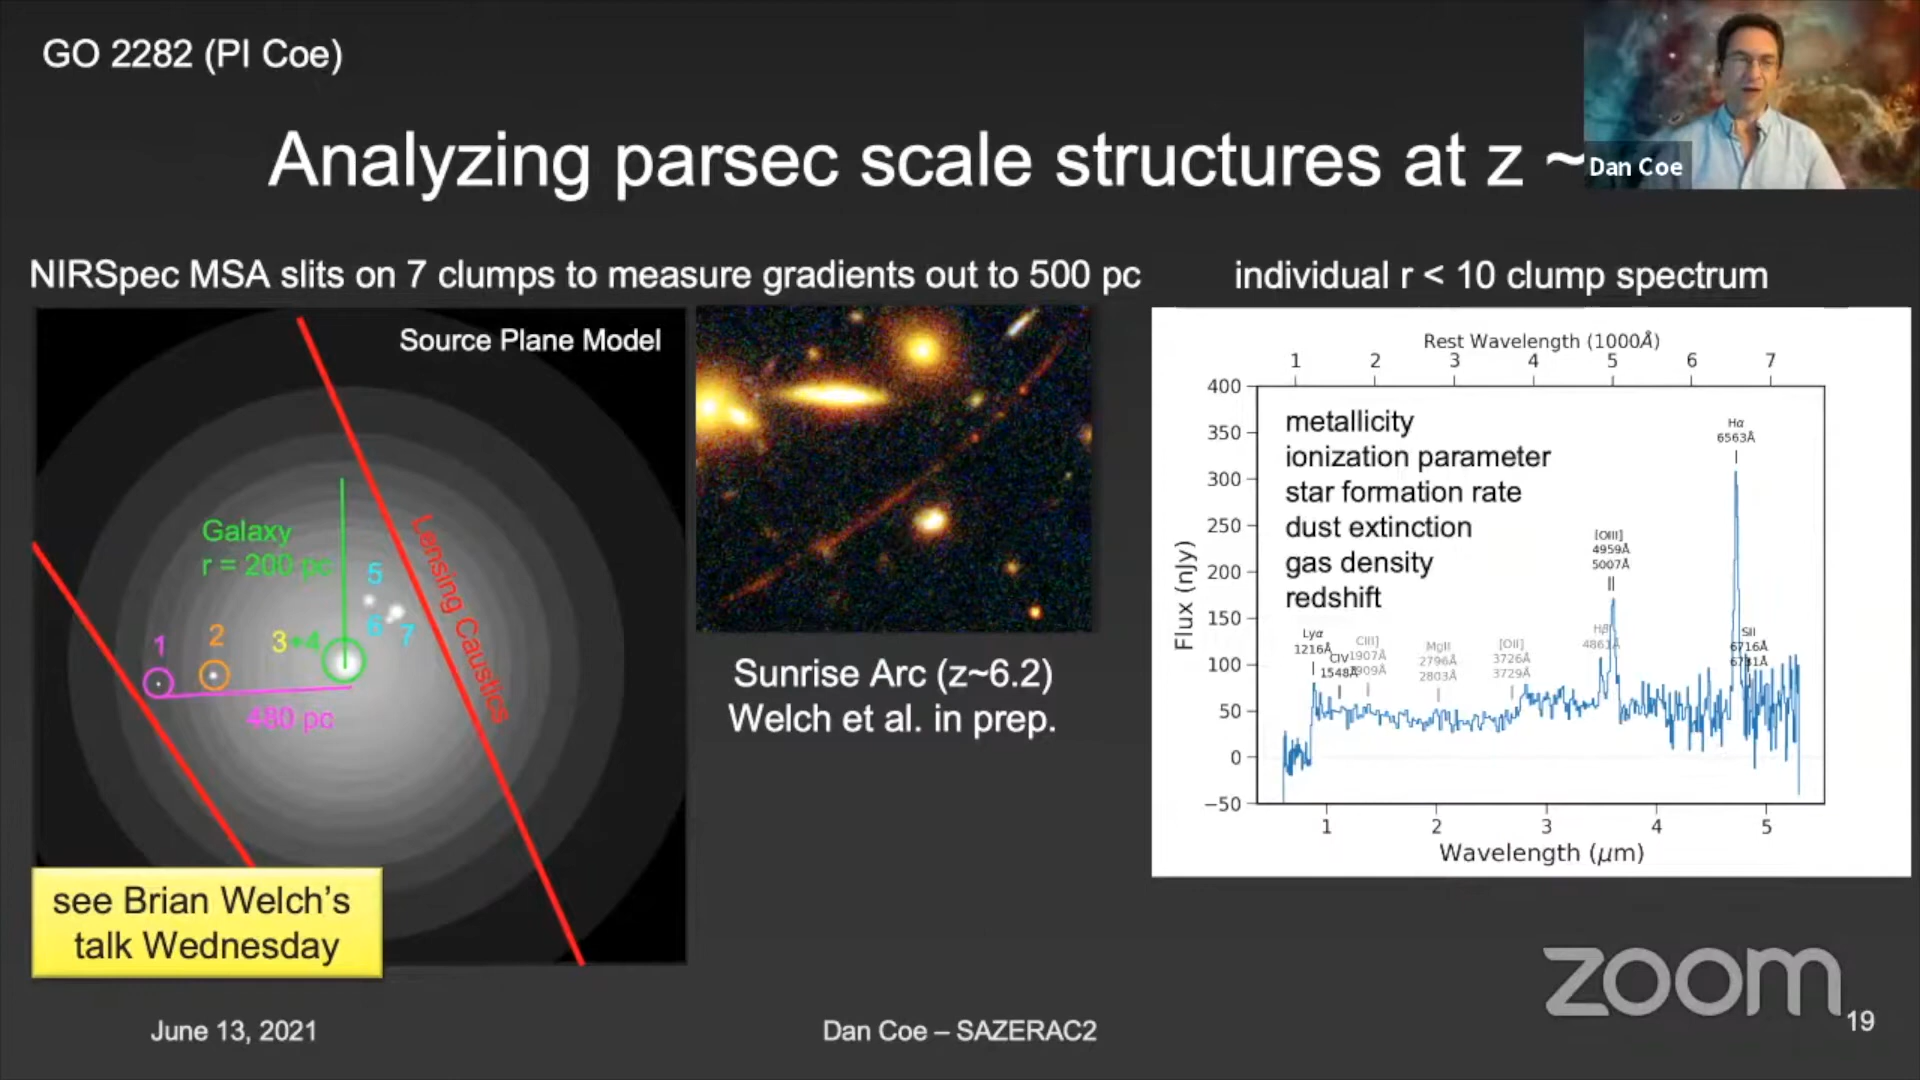 GO 2282 (PI Coe)
Analyzing parsec scale structures at z ~
Dan Coe
NIRSpec MSA slits on 7 clumps to measure gradients out to 500 pc
individual r < 10 clump spectrum
Source Plane Model
Galaxy
r = 200 pc
Lensing Caustics
5
6
7
1
2
3+4
480 pc
see Brian Welch's
talk Wednesday
Sunrise Arc (z~6.2)
Welch et al. in prep.
Rest Wavelength (1000Å)
1 2 3 4 5 6 7
400
350
300
250
200
150
100
50
0
−50
Flux (nJy)
metallicity
ionization parameter
star formation rate
dust extinction
gas density
redshift
Hα
6563Å
[OIII]
4959Å
5007Å
Lyα
1216Å
CIV
1548Å
CIII]
1907Å
1909Å
MgII
2796Å
2803Å
[OII]
3726Å
3729Å
Hβ
4861Å
SII
6716Å
6731Å
1 2 3 4 5
Wavelength (μm)
zoom
June 13, 2021
Dan Coe – SAZERAC2
19